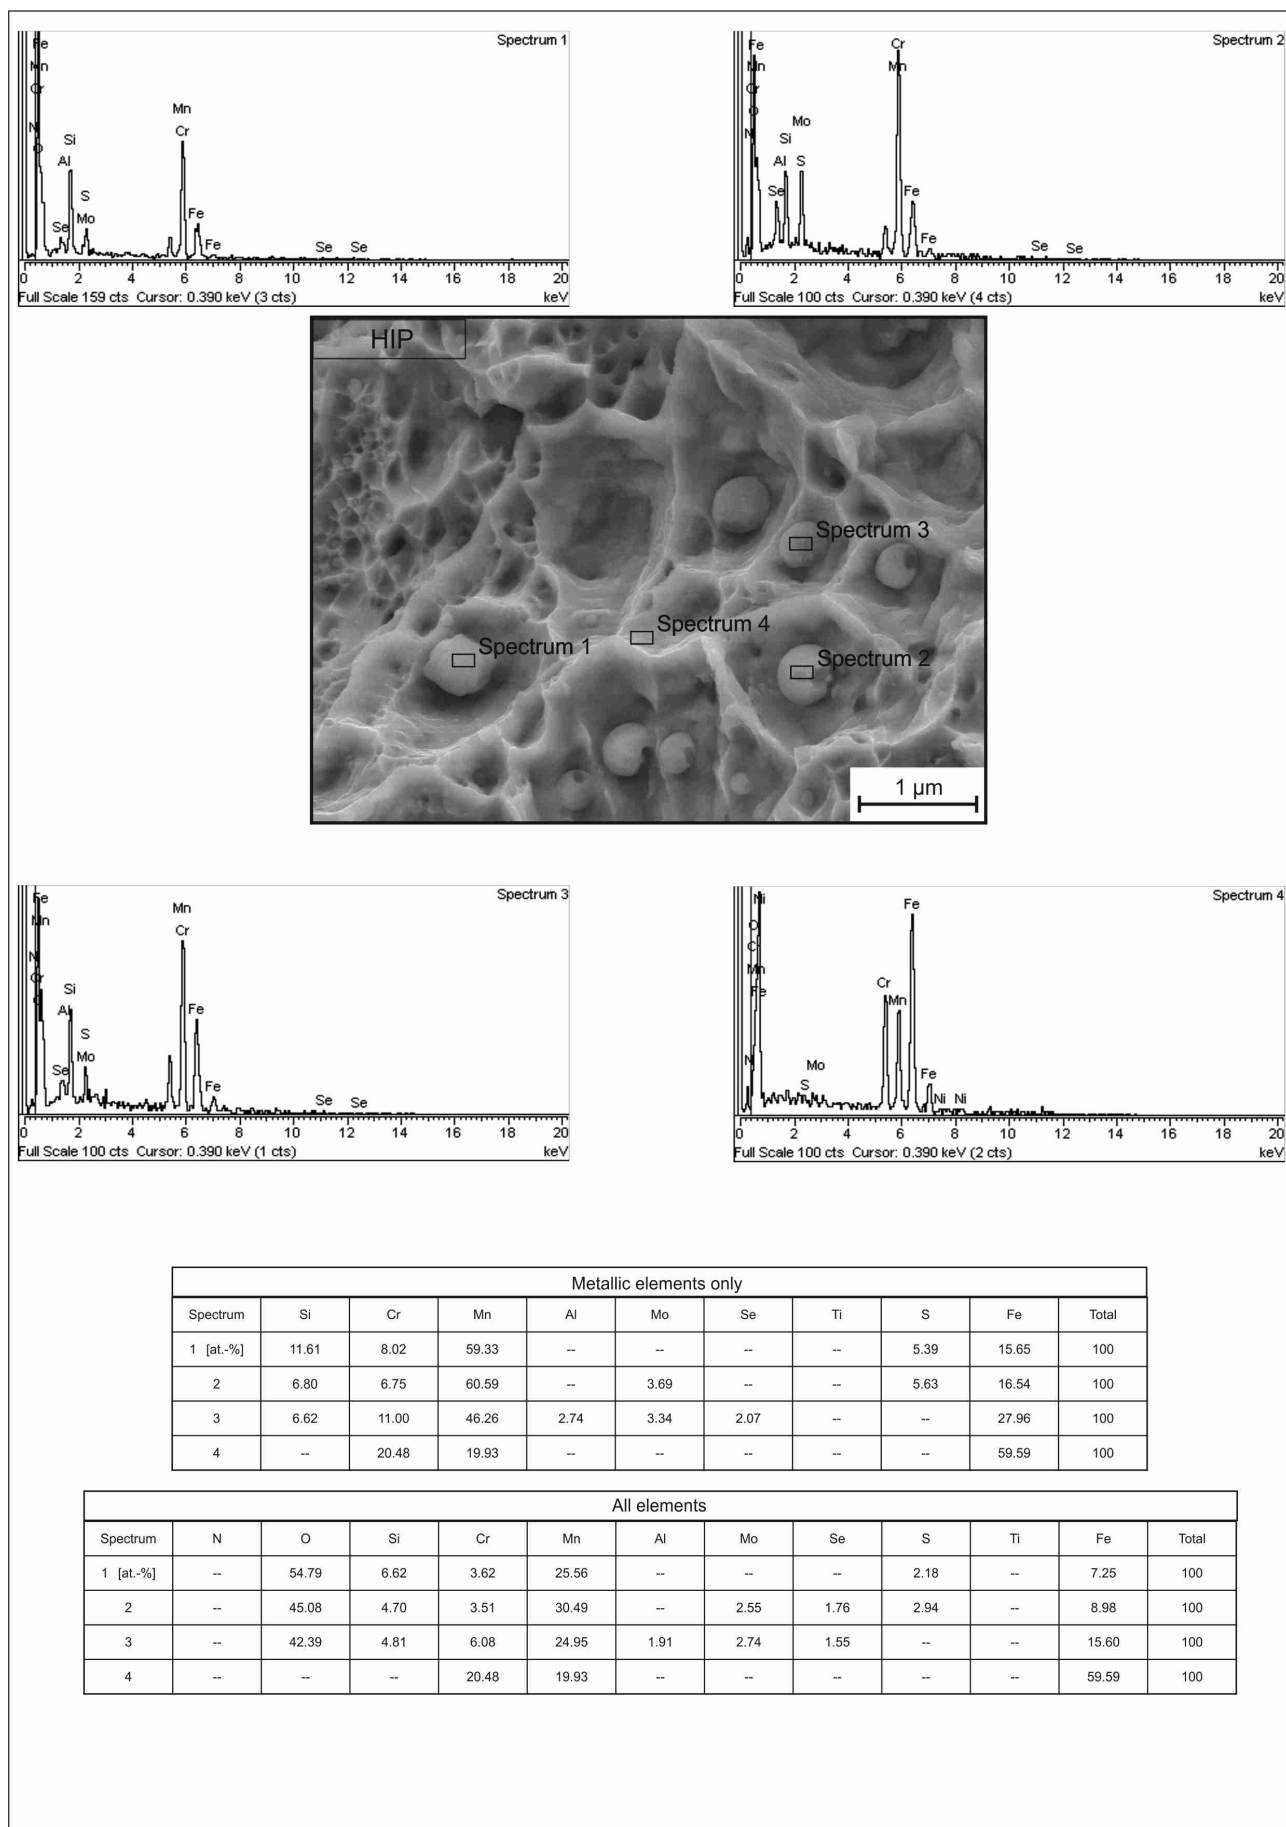 Spectrum 1
Fe
Mn
Cr
N
O
Si
Al
S
Mo
Se
Mn
Cr
Fe
Fe
Se
Se
0 2 4 6 8 10 12 14 16 18 20
Full Scale 159 cts Cursor: 0.390 keV (3 cts) keV
Spectrum 2
Fe
Mn
Cr
O
N
Mo
Si
Al
S
Se
Cr
Mn
Fe
Fe
Se
Se
0 2 4 6 8 10 12 14 16 18 20
Full Scale 100 cts Cursor: 0.390 keV (4 cts) keV
HIP
Spectrum 3
Spectrum 4
Spectrum 1
Spectrum 2
1 µm
Spectrum 3
Fe
Mn
N
Cr
Si
Al
S
Mo
Se
Mn
Cr
Fe
Fe
Se
Se
0 2 4 6 8 10 12 14 16 18 20
Full Scale 100 cts Cursor: 0.390 keV (1 cts) keV
Spectrum 4
Ni
O
Mn
Fe
N
Mo
S
Cr
Mn
Fe
Fe
Ni
Ni
0 2 4 6 8 10 12 14 16 18 20
Full Scale 100 cts Cursor: 0.390 keV (2 cts) keV
Metallic elements only
Spectrum Si Cr Mn Al Mo Se Ti S Fe Total
1 [at.-%] 11.61 8.02 59.33 -- -- -- -- 5.39 15.65 100
2 6.80 6.75 60.59 -- 3.69 -- -- 5.63 16.54 100
3 6.62 11.00 46.26 2.74 3.34 2.07 -- -- 27.96 100
4 -- 20.48 19.93 -- -- -- -- -- 59.59 100
All elements
Spectrum N O Si Cr Mn Al Mo Se S Ti Fe Total
1 [at.-%] -- 54.79 6.62 3.62 25.56 -- -- -- 2.18 -- 7.25 100
2 -- 45.08 4.70 3.51 30.49 -- 2.55 1.76 2.94 -- 8.98 100
3 -- 42.39 4.81 6.08 24.95 1.91 2.74 1.55 -- -- 15.60 100
4 -- -- -- 20.48 19.93 -- -- -- -- -- 59.59 100